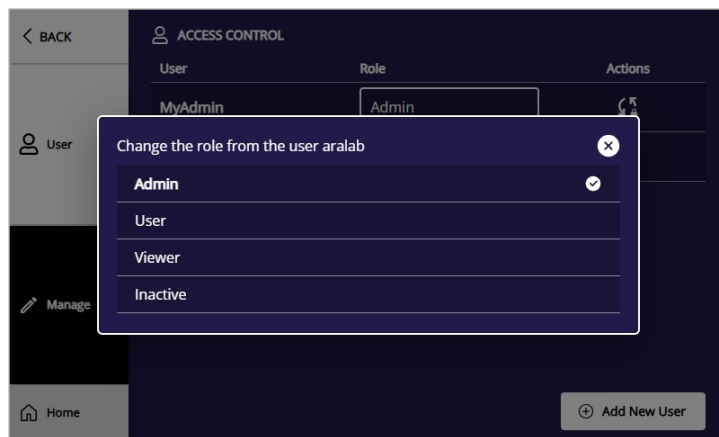 BACK
ACCESS CONTROL
User Role Actions
MyAdmin Admin
User
Change the role from the user aralab
Admin
User
Viewer
Inactive
Manage
Home
Add New User